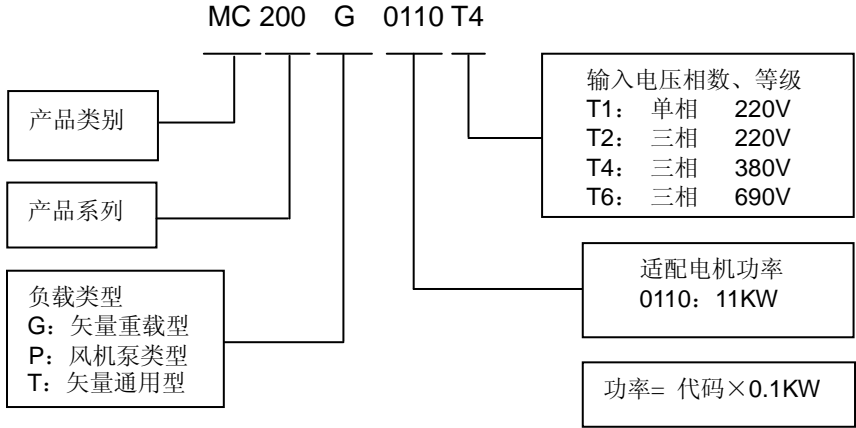 MC 200 G 0110 T4
产品类别
产品系列
负载类型
G：矢量重载型
P：风机泵类型
T：矢量通用型
输入电压相数、等级
T1： 单相 220V
T2： 三相 220V
T4： 三相 380V
T6： 三相 690V
适配电机功率
0110：11KW
功率= 代码×0.1KW